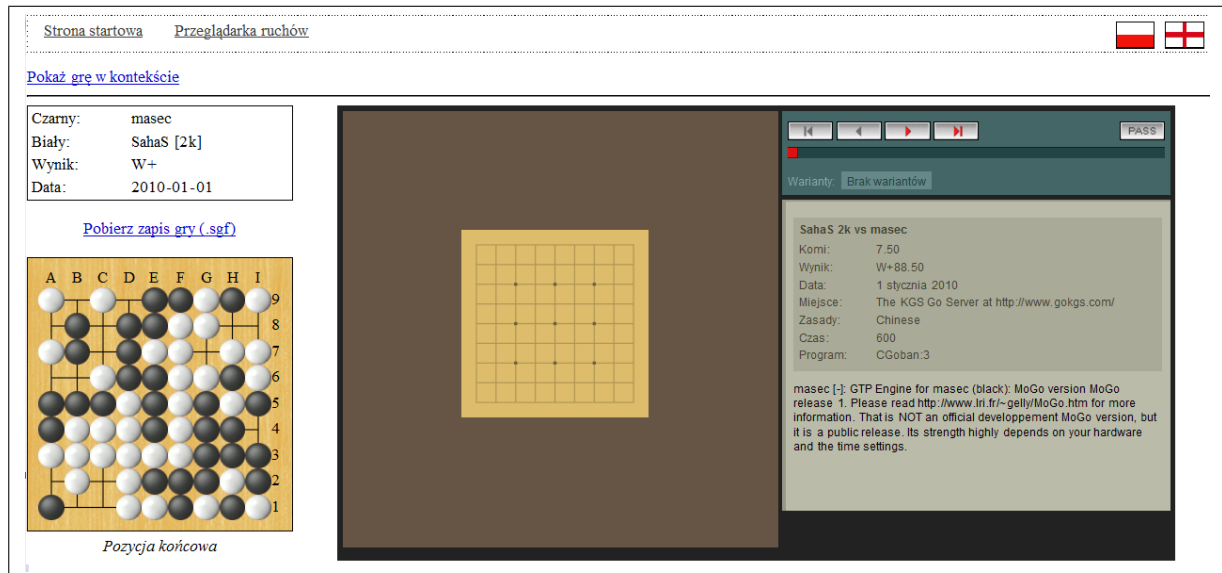 Strona startowa Przeglądarka ruchów
Pokaż grę w kontekście
Czarny: masec
Biały: SahaS [2k]
Wynik: W+
Data: 2010-01-01
Pobierz zapis gry (.sgf)
A B C D E F G H I
9
8
7
6
5
4
3
2
1
Pozycja końcowa
PASS
Warianty: Brak wariantów
SahaS 2k vs masec
Komi: 7.50
Wynik: W+88.50
Data: 1 stycznia 2010
Miejsce: The KGS Go Server at http://www.gokgs.com/
Zasady: Chinese
Czas: 600
Program: CGoban:3
masec [-]: GTP Engine for masec (black): MoGo version MoGo
release 1. Please read http://www.lri.fr/~gelly/MoGo.htm for more
information. That is NOT an official developpement MoGo version, but
it is a public release. Its strength highly depends on your hardware
and the time settings.